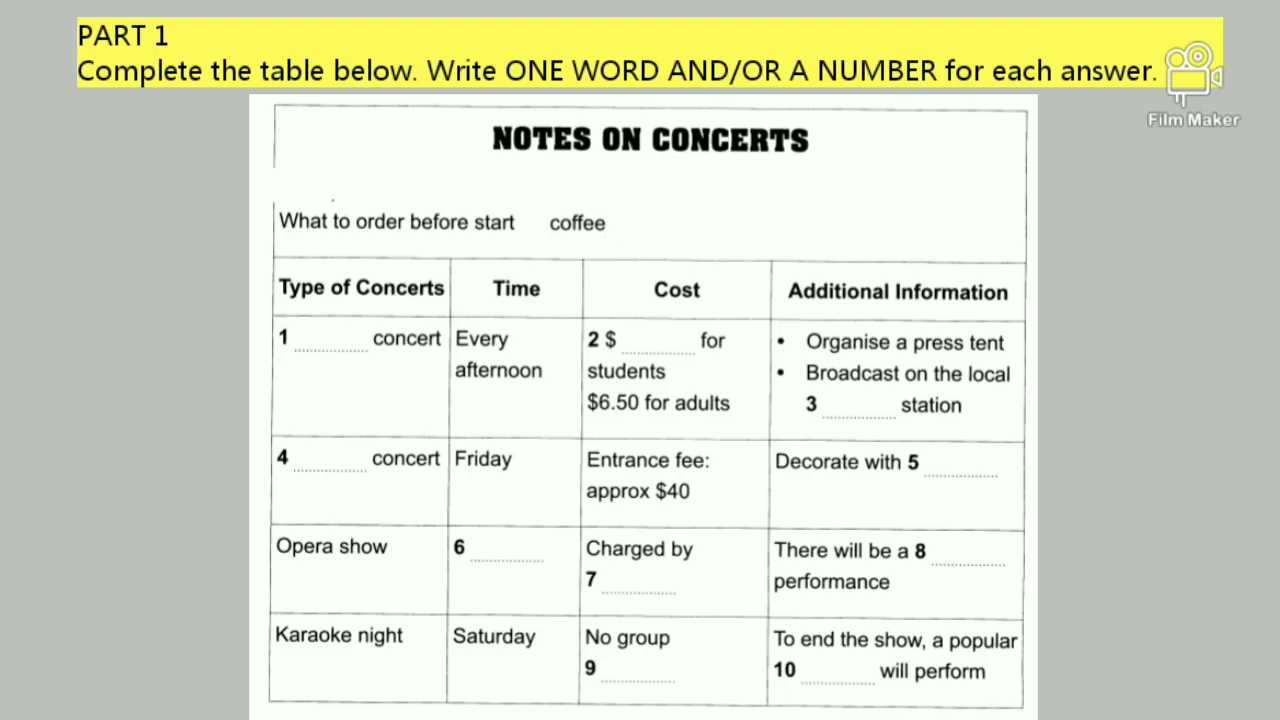 PART 1
Complete the table below. Write ONE WORD AND/OR A NUMBER for each answer.
Film Maker
NOTES ON CONCERTS
What to order before start coffee
Type of Concerts Time Cost Additional Information
1 ............ concert Every afternoon 2 $ ............ for students $6.50 for adults • Organise a press tent • Broadcast on the local 3 ............ station
4 ............ concert Friday Entrance fee: approx $40 Decorate with 5 ............
Opera show 6 ............ Charged by 7 ............ There will be a 8 ............ performance
Karaoke night Saturday No group 9 ............ To end the show, a popular 10 ............ will perform